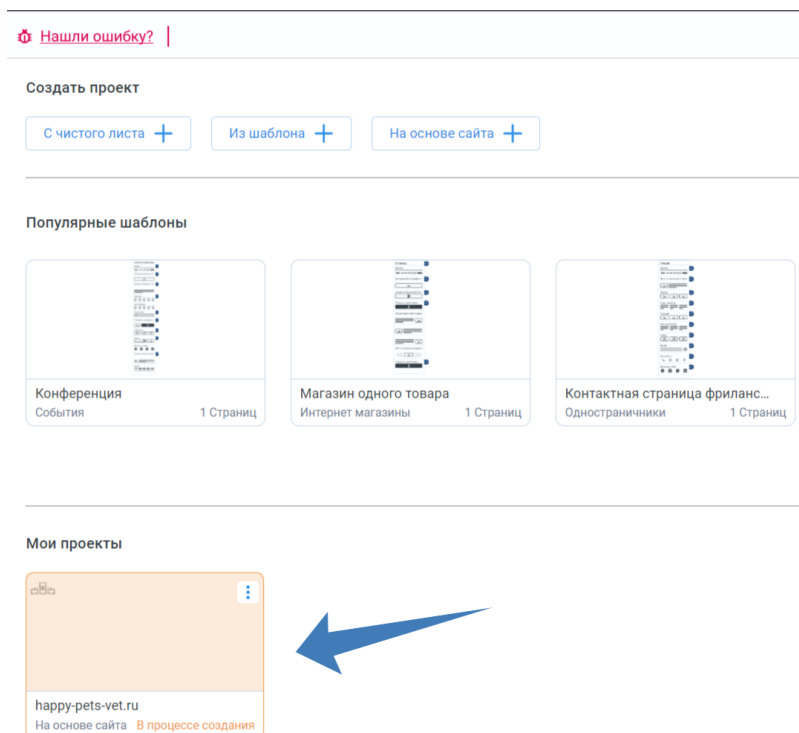 Нашли ошибку?
Создать проект
С чистого листа
Из шаблона
На основе сайта
Популярные шаблоны
Конференция
События 1 Страниц
Магазин одного товара
Интернет магазины 1 Страниц
Контактная страница фриланс...
Одностраничники 1 Страниц
Мои проекты
happy-pets-vet.ru
На основе сайта В процессе создания